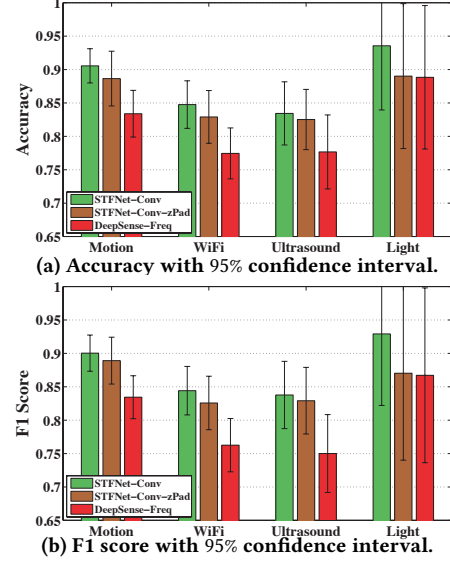 1
0.95
0.9
0.85
0.8
0.75
0.7
0.65
Accuracy
STFNet-Conv
STFNet-Conv-zPad
DeepSense-Freq
Motion WiFi Ultrasound Light
(a) Accuracy with 95% confidence interval.
1
0.95
0.9
0.85
0.8
0.75
0.7
0.65
F1 Score
STFNet-Conv
STFNet-Conv-zPad
DeepSense-Freq
Motion WiFi Ultrasound Light
(b) F1 score with 95% confidence interval.